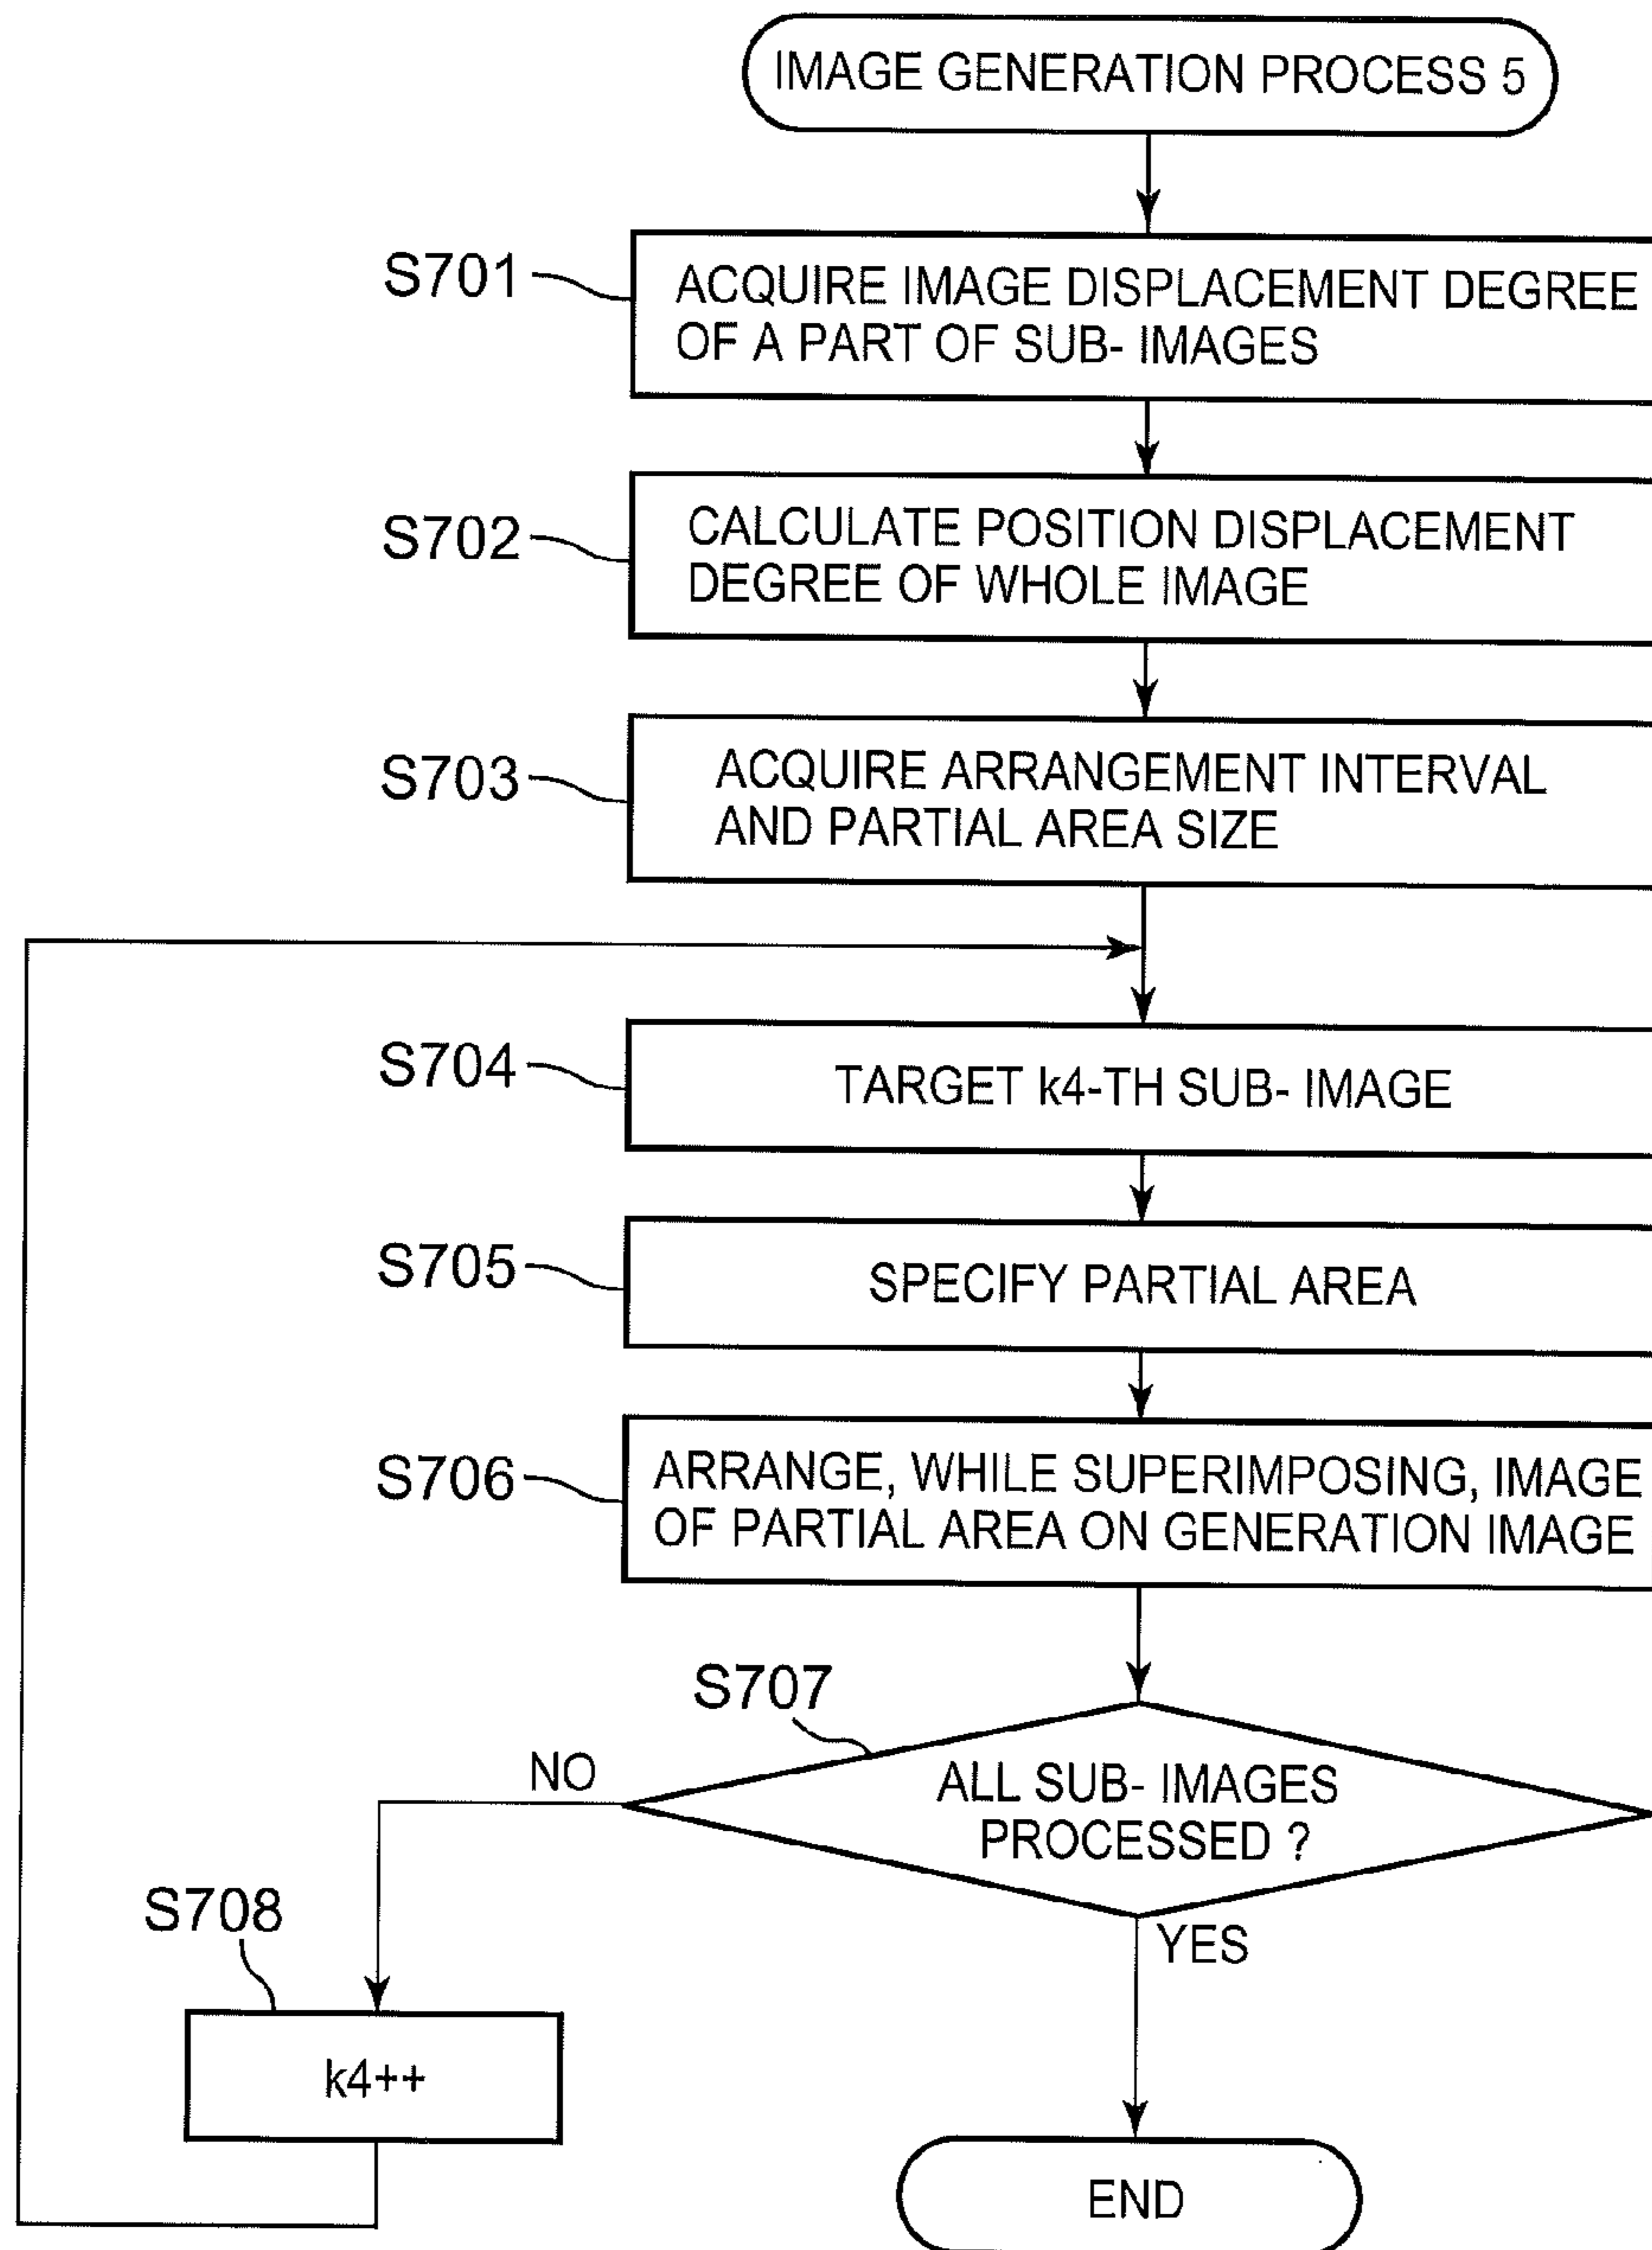 IMAGE GENERATION PROCESS 5
S701
ACQUIRE IMAGE DISPLACEMENT DEGREE
OF A PART OF SUB- IMAGES
S702
CALCULATE POSITION DISPLACEMENT
DEGREE OF WHOLE IMAGE
S703
ACQUIRE ARRANGEMENT INTERVAL
AND PARTIAL AREA SIZE
S704
TARGET k4-TH SUB- IMAGE
S705
SPECIFY PARTIAL AREA
S706
ARRANGE, WHILE SUPERIMPOSING, IMAGE
OF PARTIAL AREA ON GENERATION IMAGE
S707
NO
ALL SUB- IMAGES
PROCESSED ?
YES
S708
k4++
END